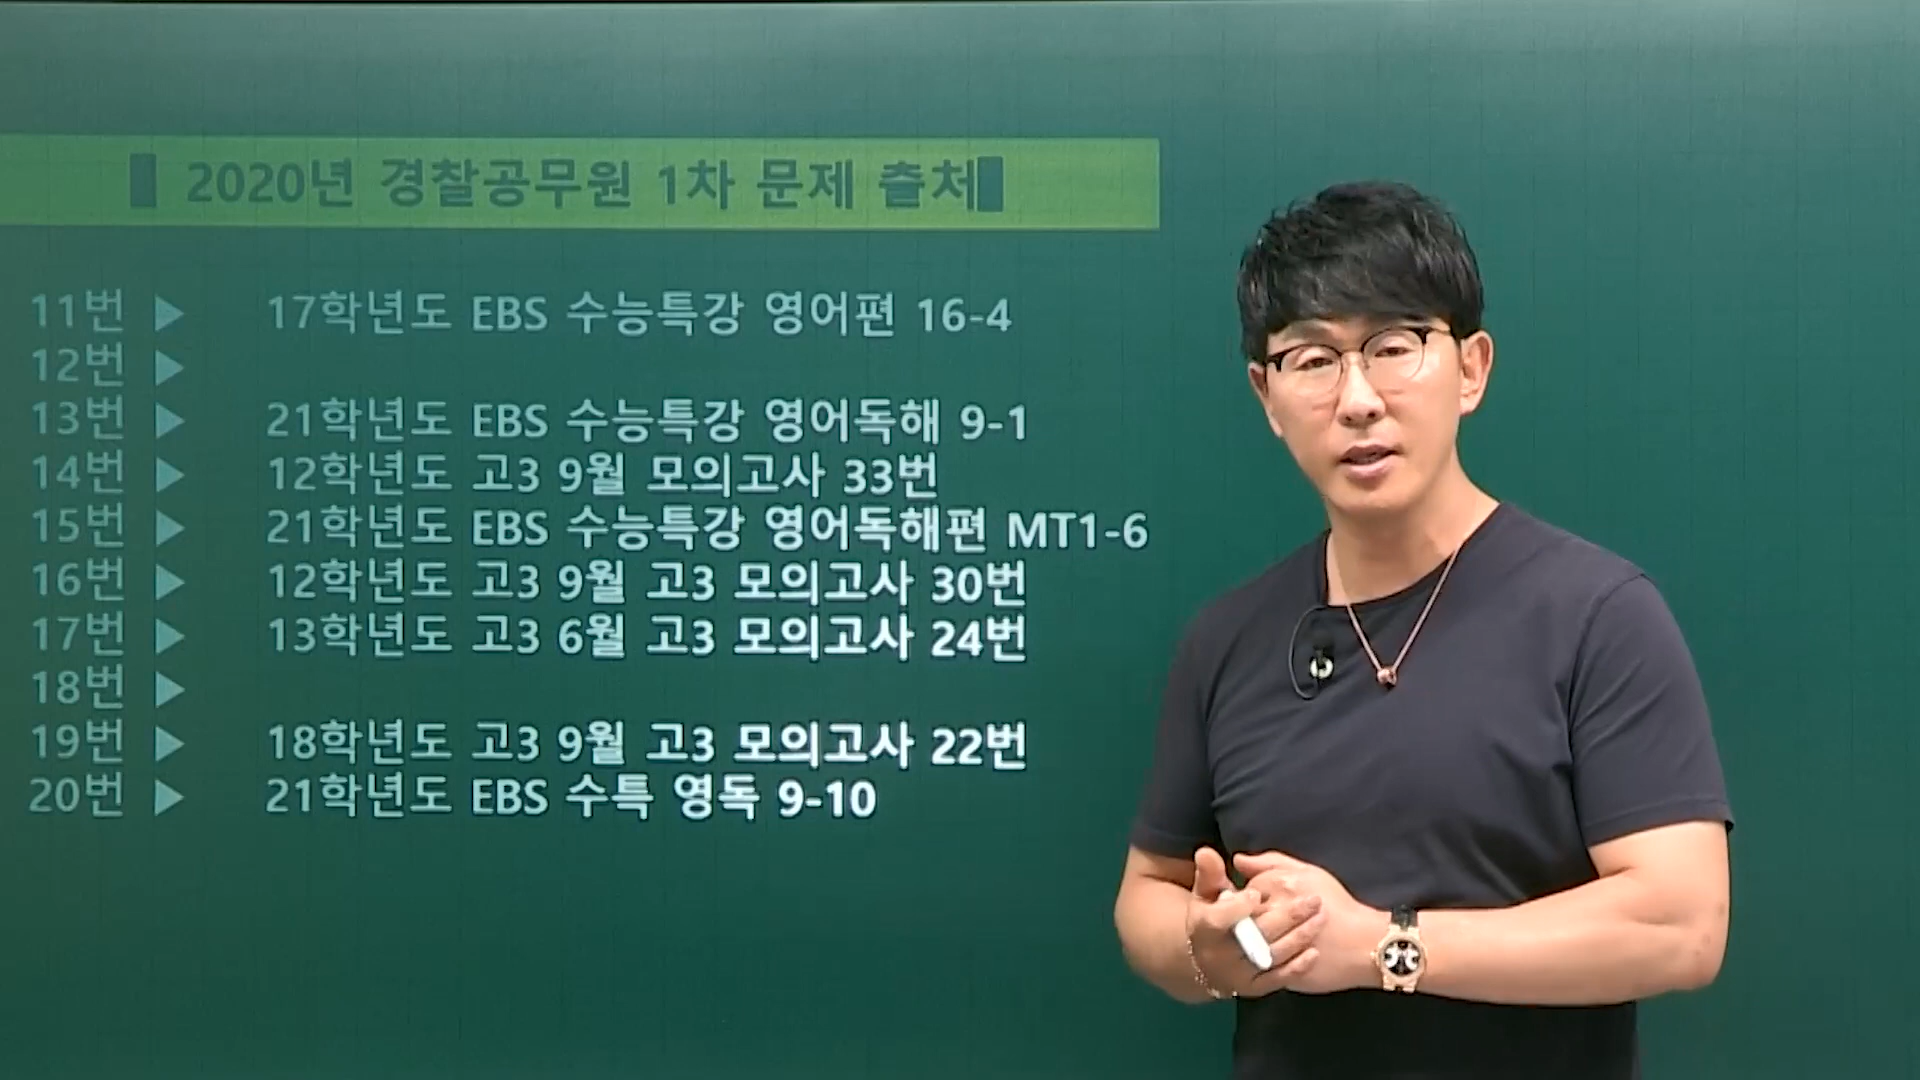 2020년 경찰공무원 1차 문제 출처
11번 ▶ 17학년도 EBS 수능특강 영어편 16-4
12번 ▶
13번 ▶ 21학년도 EBS 수능특강 영어독해 9-1
14번 ▶ 12학년도 고3 9월 모의고사 33번
15번 ▶ 21학년도 EBS 수능특강 영어독해편 MT1-6
16번 ▶ 12학년도 고3 9월 고3 모의고사 30번
17번 ▶ 13학년도 고3 6월 고3 모의고사 24번
18번 ▶
19번 ▶ 18학년도 고3 9월 고3 모의고사 22번
20번 ▶ 21학년도 EBS 수특 영독 9-10